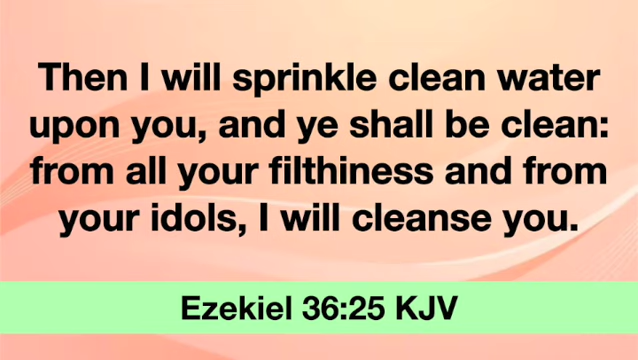 Then I will sprinkle clean water
upon you, and ye shall be clean:
from all your filthiness and from
your idols, I will cleanse you.
Ezekiel 36:25 KJV